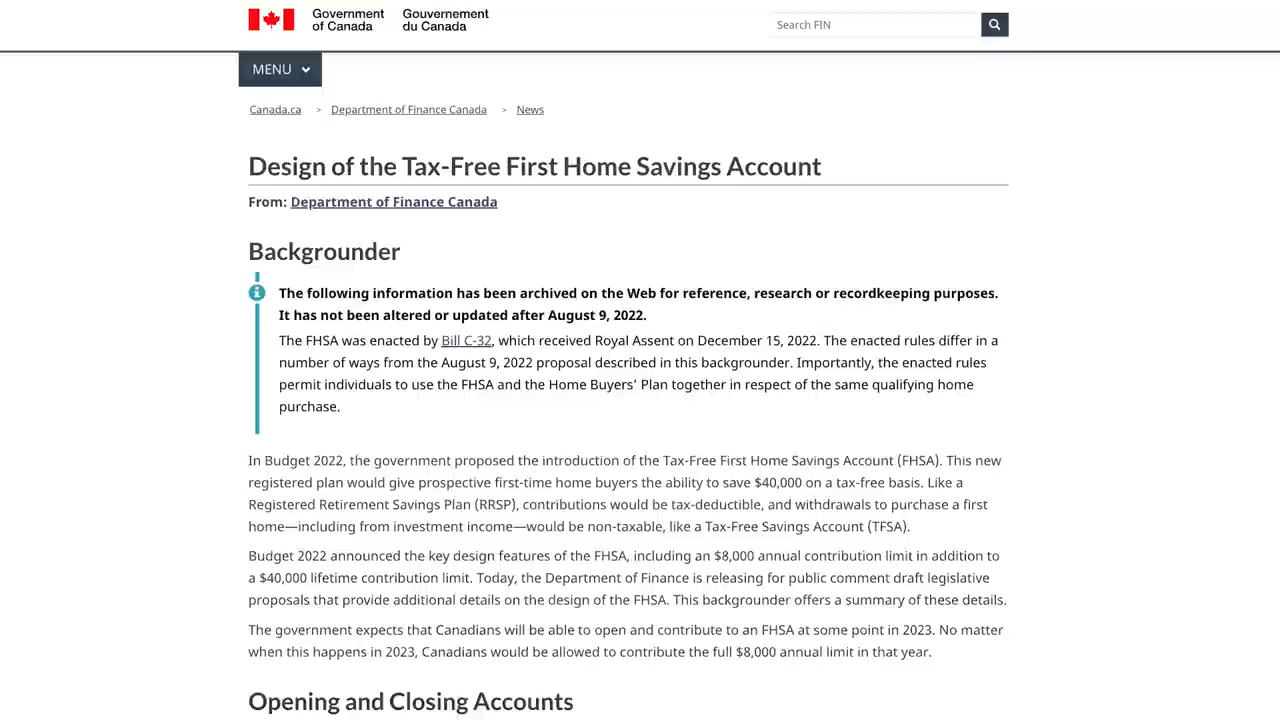 Government of Canada
Gouvernement du Canada
Search FIN
MENU
Canada.ca > Department of Finance Canada > News
Design of the Tax-Free First Home Savings Account
From: Department of Finance Canada
Backgrounder
The following information has been archived on the Web for reference, research or recordkeeping purposes.
It has not been altered or updated after August 9, 2022.
The FHSA was enacted by Bill C-32, which received Royal Assent on December 15, 2022. The enacted rules differ in a
number of ways from the August 9, 2022 proposal described in this backgrounder. Importantly, the enacted rules
permit individuals to use the FHSA and the Home Buyers’ Plan together in respect of the same qualifying home
purchase.
In Budget 2022, the government proposed the introduction of the Tax-Free First Home Savings Account (FHSA). This new
registered plan would give prospective first-time home buyers the ability to save $40,000 on a tax-free basis. Like a
Registered Retirement Savings Plan (RRSP), contributions would be tax-deductible, and withdrawals to purchase a first
home—including from investment income—would be non-taxable, like a Tax-Free Savings Account (TFSA).
Budget 2022 announced the key design features of the FHSA, including an $8,000 annual contribution limit in addition to
a $40,000 lifetime contribution limit. Today, the Department of Finance is releasing for public comment draft legislative
proposals that provide additional details on the design of the FHSA. This backgrounder offers a summary of these details.
The government expects that Canadians will be able to open and contribute to an FHSA at some point in 2023. No matter
when this happens in 2023, Canadians would be allowed to contribute the full $8,000 annual limit in that year.
Opening and Closing Accounts